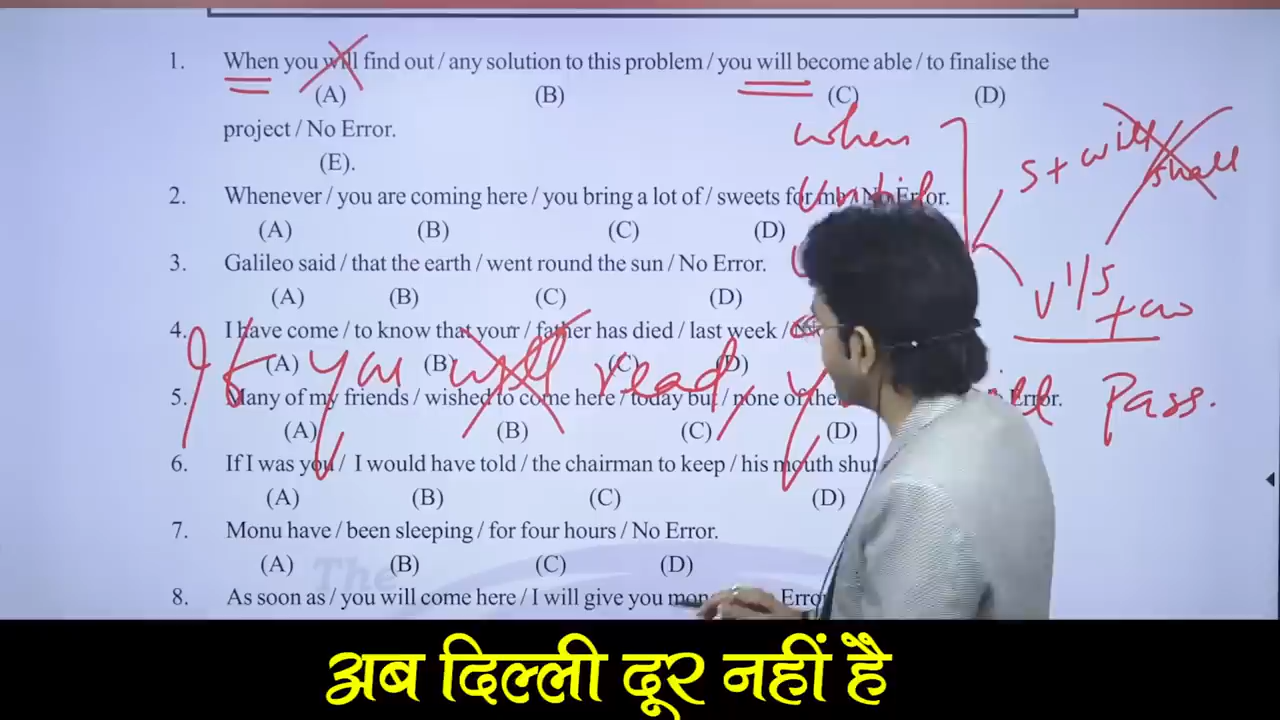 1. When you will find out / any solution to this problem / you will become able / to finalise the
(A) (B) (C) (D)
project / No Error.
(E).
when
s + will
shall
until
2. Whenever / you are coming here / you bring a lot of / sweets for me / No Error.
(A) (B) (C) (D)
3. Galileo said / that the earth / went round the sun / No Error.
(A) (B) (C) (D)
V1/s
4. I have come / to know that your / father has died / last week /
(A) (B) (C) (D)
If you will read, will pass.
5. Many of my friends / wished to come here / today but / none of Error.
(A) (B) (C) (D)
6. If I was you / I would have told / the chairman to keep / his mouth
(A) (B) (C) (D)
7. Monu have / been sleeping / for four hours / No Error.
(A) (B) (C) (D)
The
8. As soon as / you will come here / I will give you
अब दिल्ली दूर नहीं है